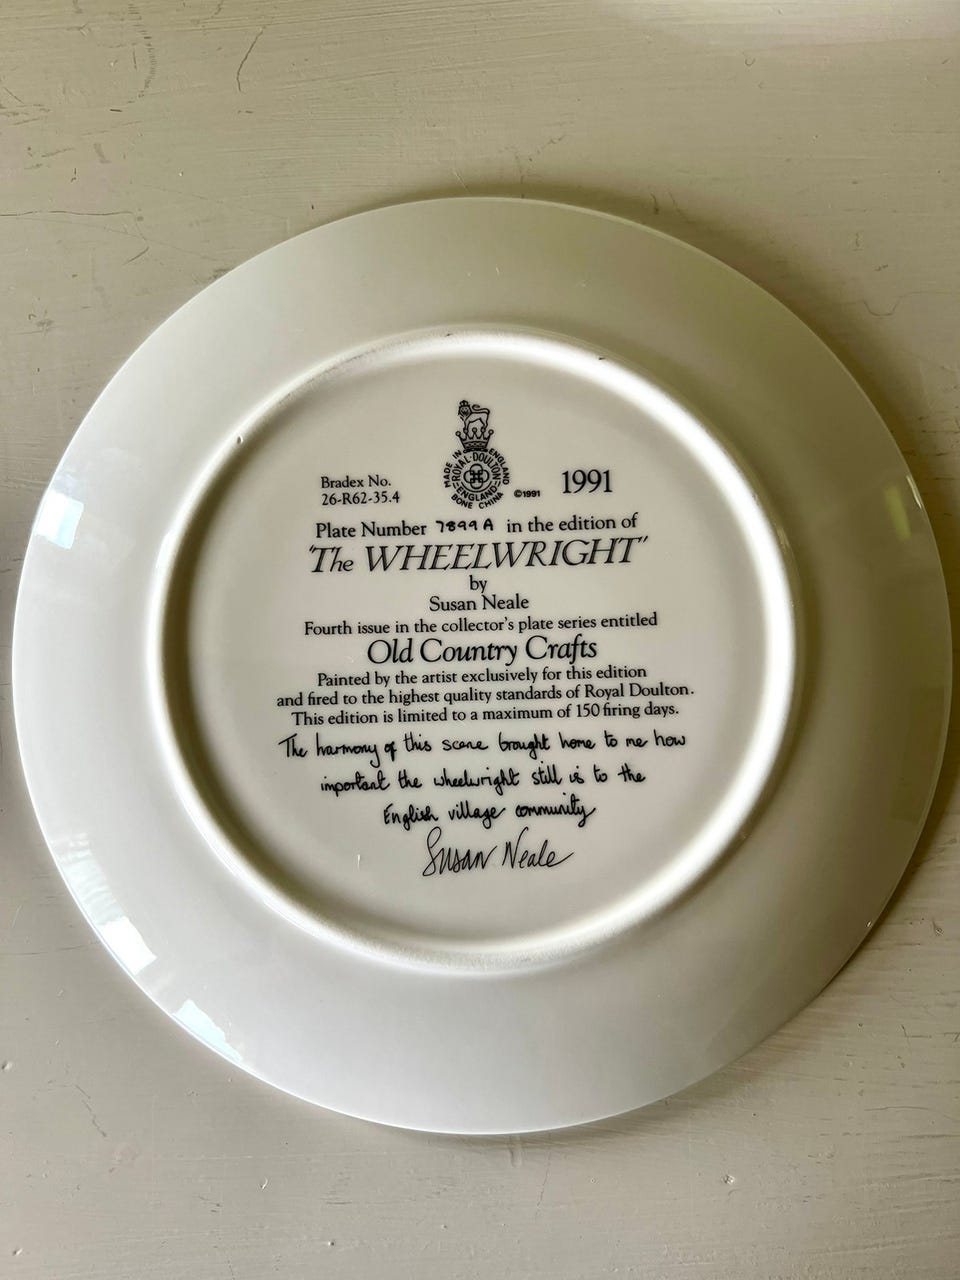 MADE IN ENGLAND
ROYAL·DOULTON
ENGLAND
BONE CHINA
©1991
Bradex No.
26-R62-35.4
1991
Plate Number 7899A in the edition of
'The WHEELWRIGHT'
by
Susan Neale
Fourth issue in the collector's plate series entitled
Old Country Crafts
Painted by the artist exclusively for this edition
and fired to the highest quality standards of Royal Doulton.
This edition is limited to a maximum of 150 firing days.
The harmony of this scene brought home to me how
important the wheelwright still is to the
English village community
Susan Neale